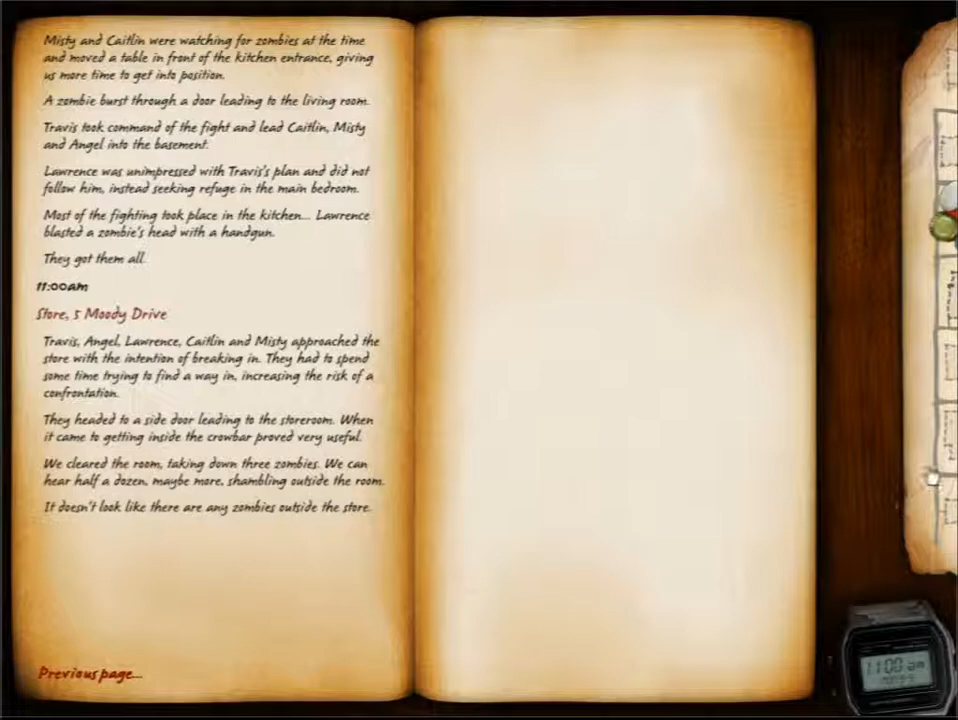 Misty and Caitlin were watching for zombies at the time
and moved a table in front of the kitchen entrance, giving
us more time to get into position.
A zombie burst through a door leading to the living room.
Travis took command of the fight and lead Caitlin, Misty
and Angel into the basement.
Lawrence was unimpressed with Travis's plan and did not
follow him, instead seeking refuge in the main bedroom.
Most of the fighting took place in the kitchen... Lawrence
blasted a zombie's head with a handgun.
They got them all.
11:00am
Store, 5 Moody Drive
Travis, Angel, Lawrence, Caitlin and Misty approached the
store with the intention of breaking in. They had to spend
some time trying to find a way in, increasing the risk of a
confrontation.
They headed to a side door leading to the storeroom. When
it came to getting inside the crowbar proved very useful.
We cleared the room, taking down three zombies. We can
hear half a dozen, maybe more, shambling outside the room.
It doesn't look like there are any zombies outside the store.
Previous page...
11:00 am